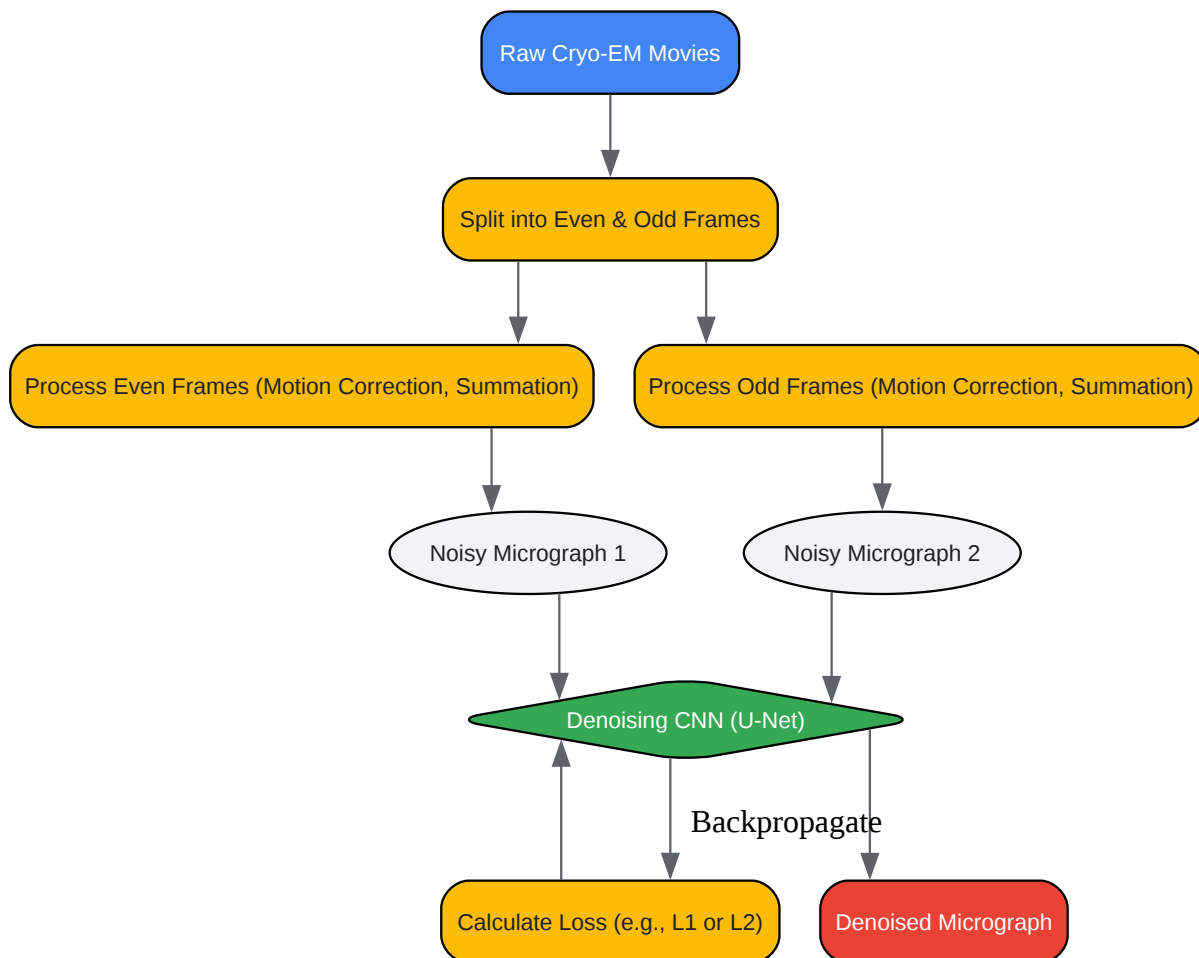 Raw Cryo-EM Movies
Split into Even & Odd Frames
Process Even Frames (Motion Correction, Summation)
Process Odd Frames (Motion Correction, Summation)
Noisy Micrograph 1
Noisy Micrograph 2
Denoising CNN (U-Net)
Backpropagate
Calculate Loss (e.g., L1 or L2)
Denoised Micrograph